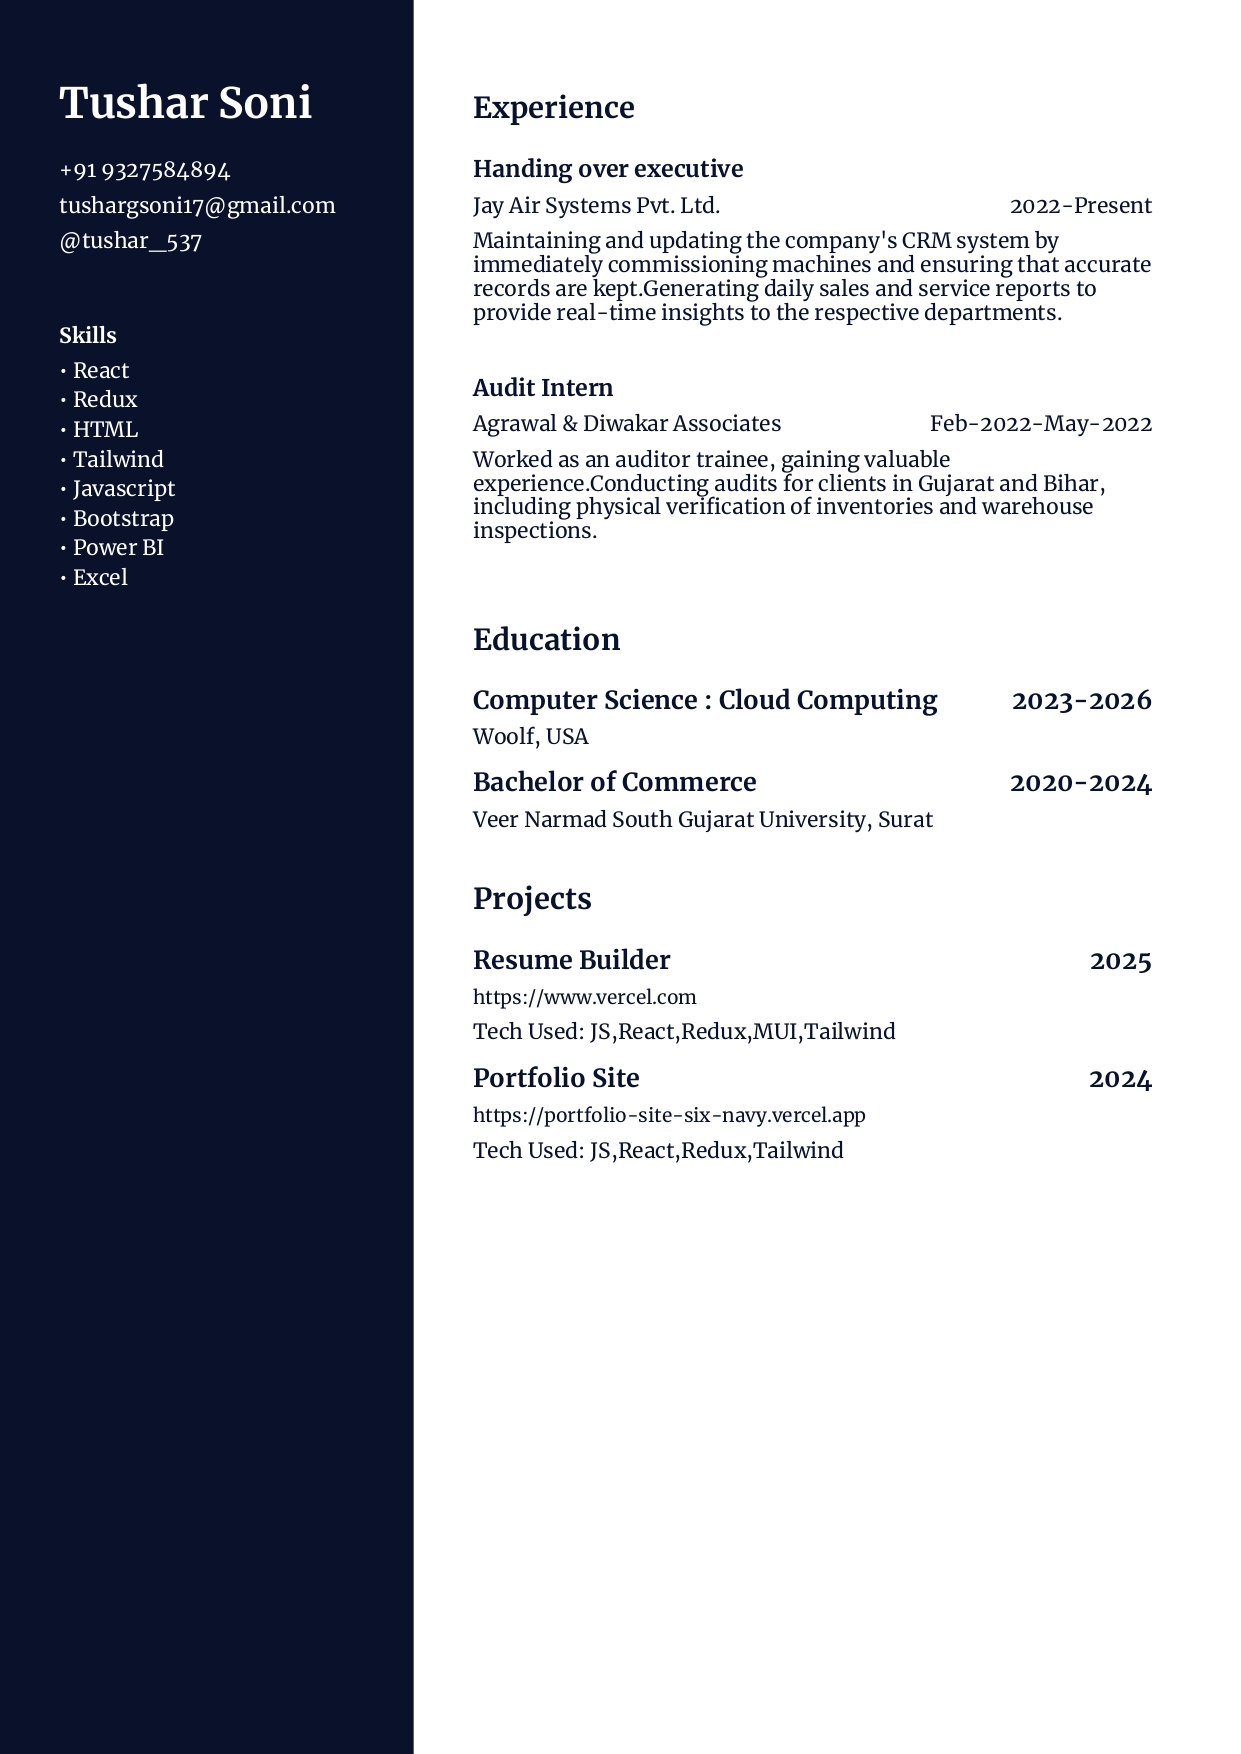 Tushar Soni
+91 9327584894
tushargsoni17@gmail.com
@tushar_537
Skills
• React
• Redux
• HTML
• Tailwind
• Javascript
• Bootstrap
• Power BI
• Excel
Experience
Handing over executive
Jay Air Systems Pvt. Ltd. 2022-Present
Maintaining and updating the company's CRM system by
immediately commissioning machines and ensuring that accurate
records are kept.Generating daily sales and service reports to
provide real-time insights to the respective departments.
Audit Intern
Agrawal & Diwakar Associates Feb-2022-May-2022
Worked as an auditor trainee, gaining valuable
experience.Conducting audits for clients in Gujarat and Bihar,
including physical verification of inventories and warehouse
inspections.
Education
Computer Science : Cloud Computing 2023-2026
Woolf, USA
Bachelor of Commerce 2020-2024
Veer Narmad South Gujarat University, Surat
Projects
Resume Builder 2025
https://www.vercel.com
Tech Used: JS,React,Redux,MUI,Tailwind
Portfolio Site 2024
https://portfolio-site-six-navy.vercel.app
Tech Used: JS,React,Redux,Tailwind